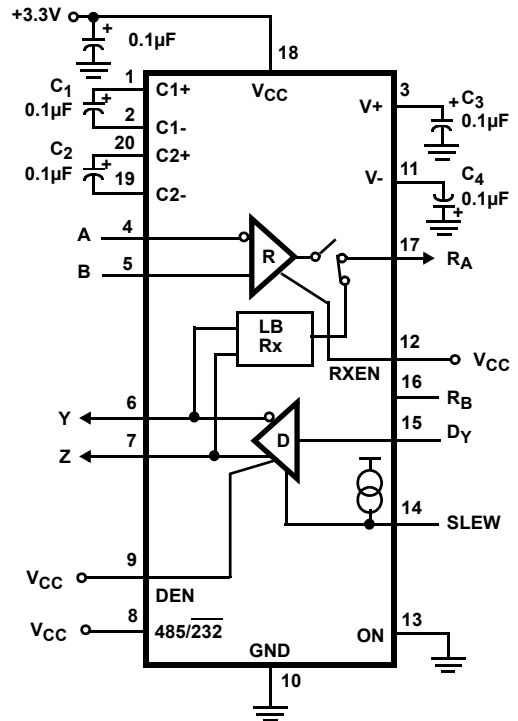 +3.3V
0.1µF
18
1
C1
0.1µF
C1+
VCC
3
V+
C3
0.1µF
2
C1-
20
C2
0.1µF
C2+
19
C2-
11
V-
C4
0.1µF
A
4
R
17
RA
B
5
LB
Rx
12
RXEN
VCC
16
RB
Y
6
15
DY
D
Z
7
14
SLEW
9
VCC
DEN
8
VCC
485/232
13
ON
GND
10